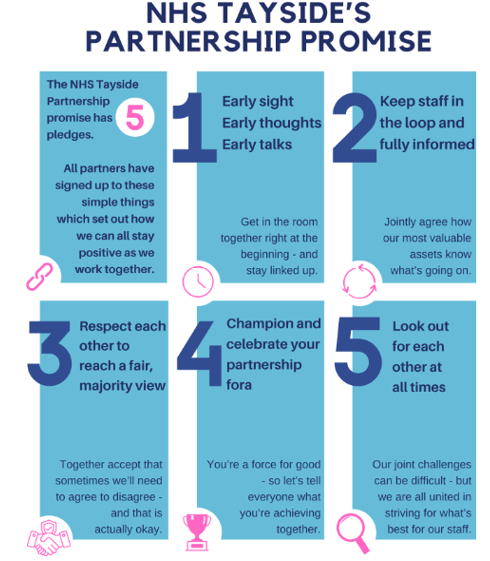 NHS TAYSIDE'S
PARTNERSHIP PROMISE
The NHS Tayside
Partnership
promise has
pledges.
5
All partners have
signed up to these
simple things
which set out how
we can all stay
positive as we
work together.
1
Early sight
Early thoughts
Early talks
Get in the room
together right at the
beginning - and
stay linked up.
2
Keep staff in
the loop and
fully informed
Jointly agree how
our most valuable
assets know
what's going on.
3
Respect each
other to
reach a fair,
majority view
Together accept that
sometimes we'll need
to agree to disagree -
and that is
actually okay.
4
Champion and
celebrate your
partnership
fora
You're a force for good
- so let's tell
everyone what
you're achieving
together.
5
Look out
for each
other at
all times
Our joint challenges
can be difficult - but
we are all united in
striving for what's
best for our staff.